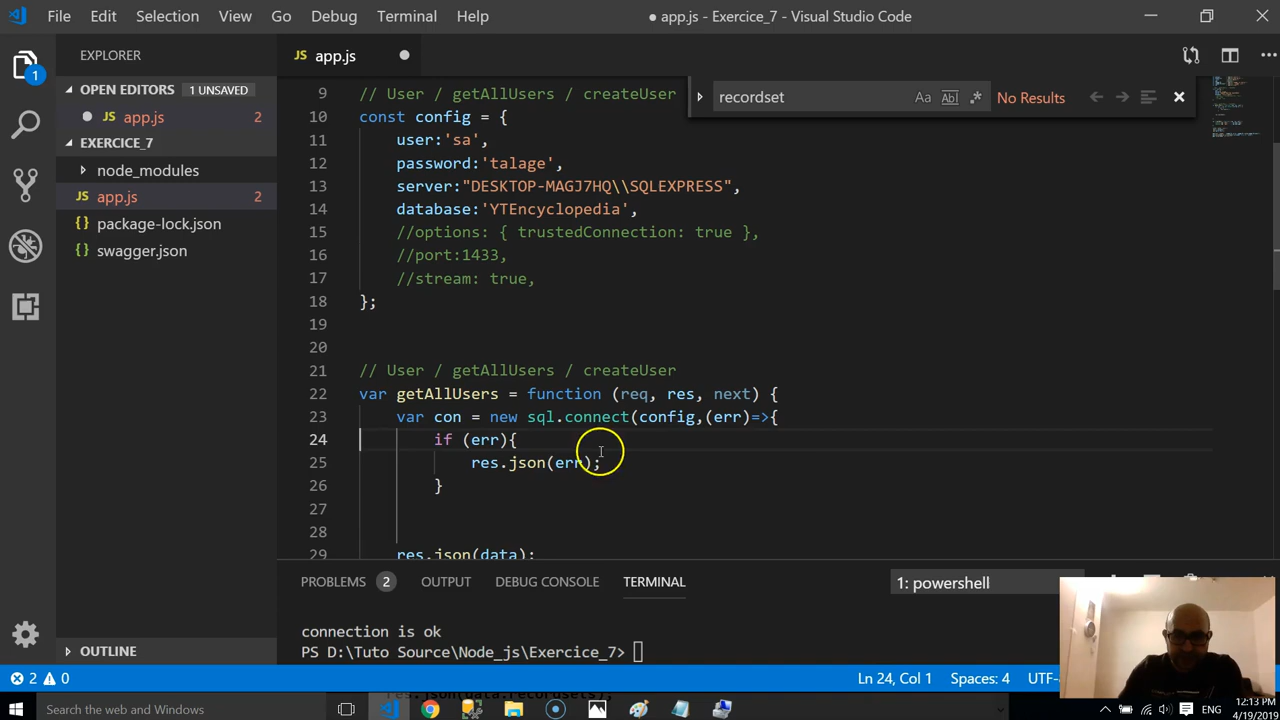 File Edit Selection View Go Debug Terminal Help
● app.js - Exercice_7 - Visual Studio Code
EXPLORER
JS app.js
1
OPEN EDITORS 1 UNSAVED
app.js 2
EXERCICE_7
node_modules
JS app.js 2
{} package-lock.json
{} swagger.json
OUTLINE
recordset
Aa Abl .*
No Results
9 // User / getAllUsers / createUser
10 const config = {
11 user:'sa',
12 password:'talage',
13 server:"DESKTOP-MAGJ7HQ\\SQLEXPRESS",
14 database:'YTEncyclopedia',
15 //options: { trustedConnection: true },
16 //port:1433,
17 //stream: true,
18 };
19
20
21 // User / getAllUsers / createUser
22 var getAllUsers = function (req, res, next) {
23 var con = new sql.connect(config,(err)=>{
24 if (err){
25 res.json(err);
26 }
27
28
29 res.json(data);
PROBLEMS 2 OUTPUT DEBUG CONSOLE TERMINAL
1: powershell
connection is ok
PS D:\Tuto Source\Node_js\Exercice_7>
2 0
Ln 24, Col 1 Spaces: 4
res.json(data.recordsets);
Search the web and Windows
ENG
12:13 PM
4/19/2019